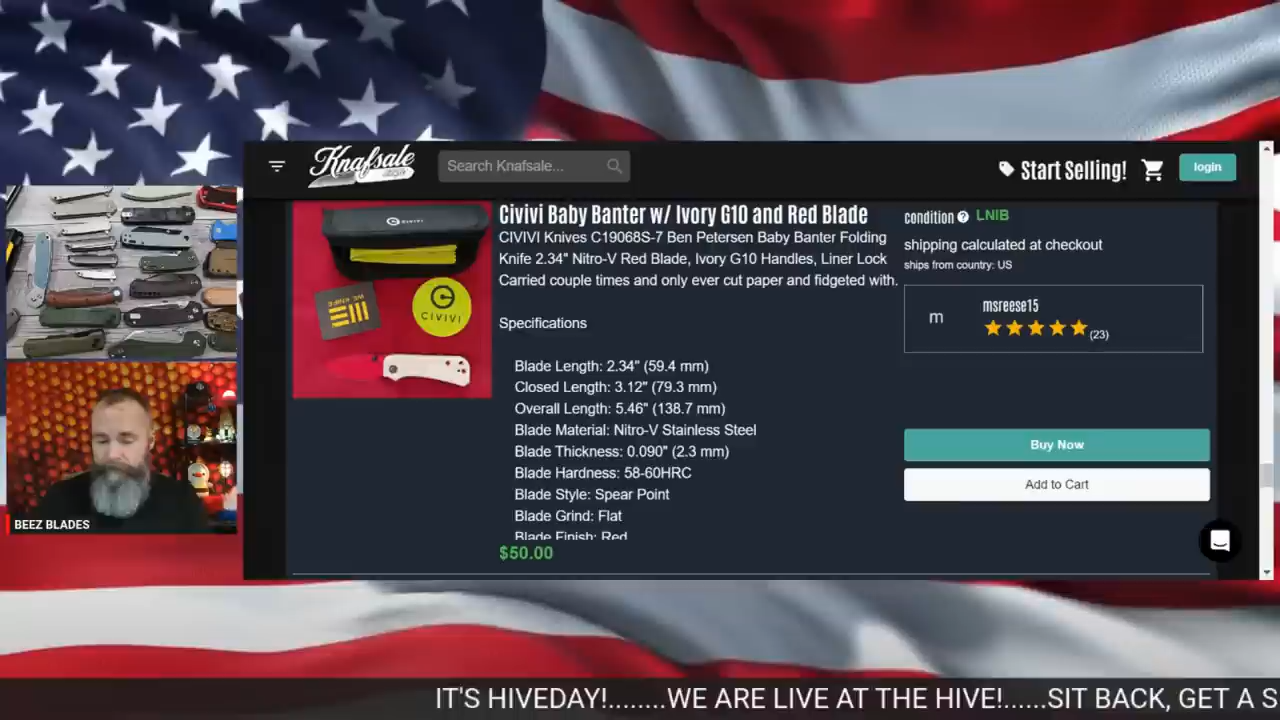 Knafsale
Search Knafsale...
Start Selling!
login
CIVIVI
CIVIVI
Civivi Baby Banter w/ Ivory G10 and Red Blade
CIVIVI Knives C19068S-7 Ben Petersen Baby Banter Folding
Knife 2.34" Nitro-V Red Blade, Ivory G10 Handles, Liner Lock
Carried couple times and only ever cut paper and fidgeted with.
Specifications
Blade Length: 2.34" (59.4 mm)
Closed Length: 3.12" (79.3 mm)
Overall Length: 5.46" (138.7 mm)
Blade Material: Nitro-V Stainless Steel
Blade Thickness: 0.090" (2.3 mm)
Blade Hardness: 58-60HRC
Blade Style: Spear Point
Blade Grind: Flat
Blade Finish: Red
$50.00
condition ? LNIB
shipping calculated at checkout
ships from country: US
m
msreese15
(23)
Buy Now
Add to Cart
BEEZ BLADES
IT'S HIVEDAY!........WE ARE LIVE AT THE HIVE!......SIT BACK, GET A S